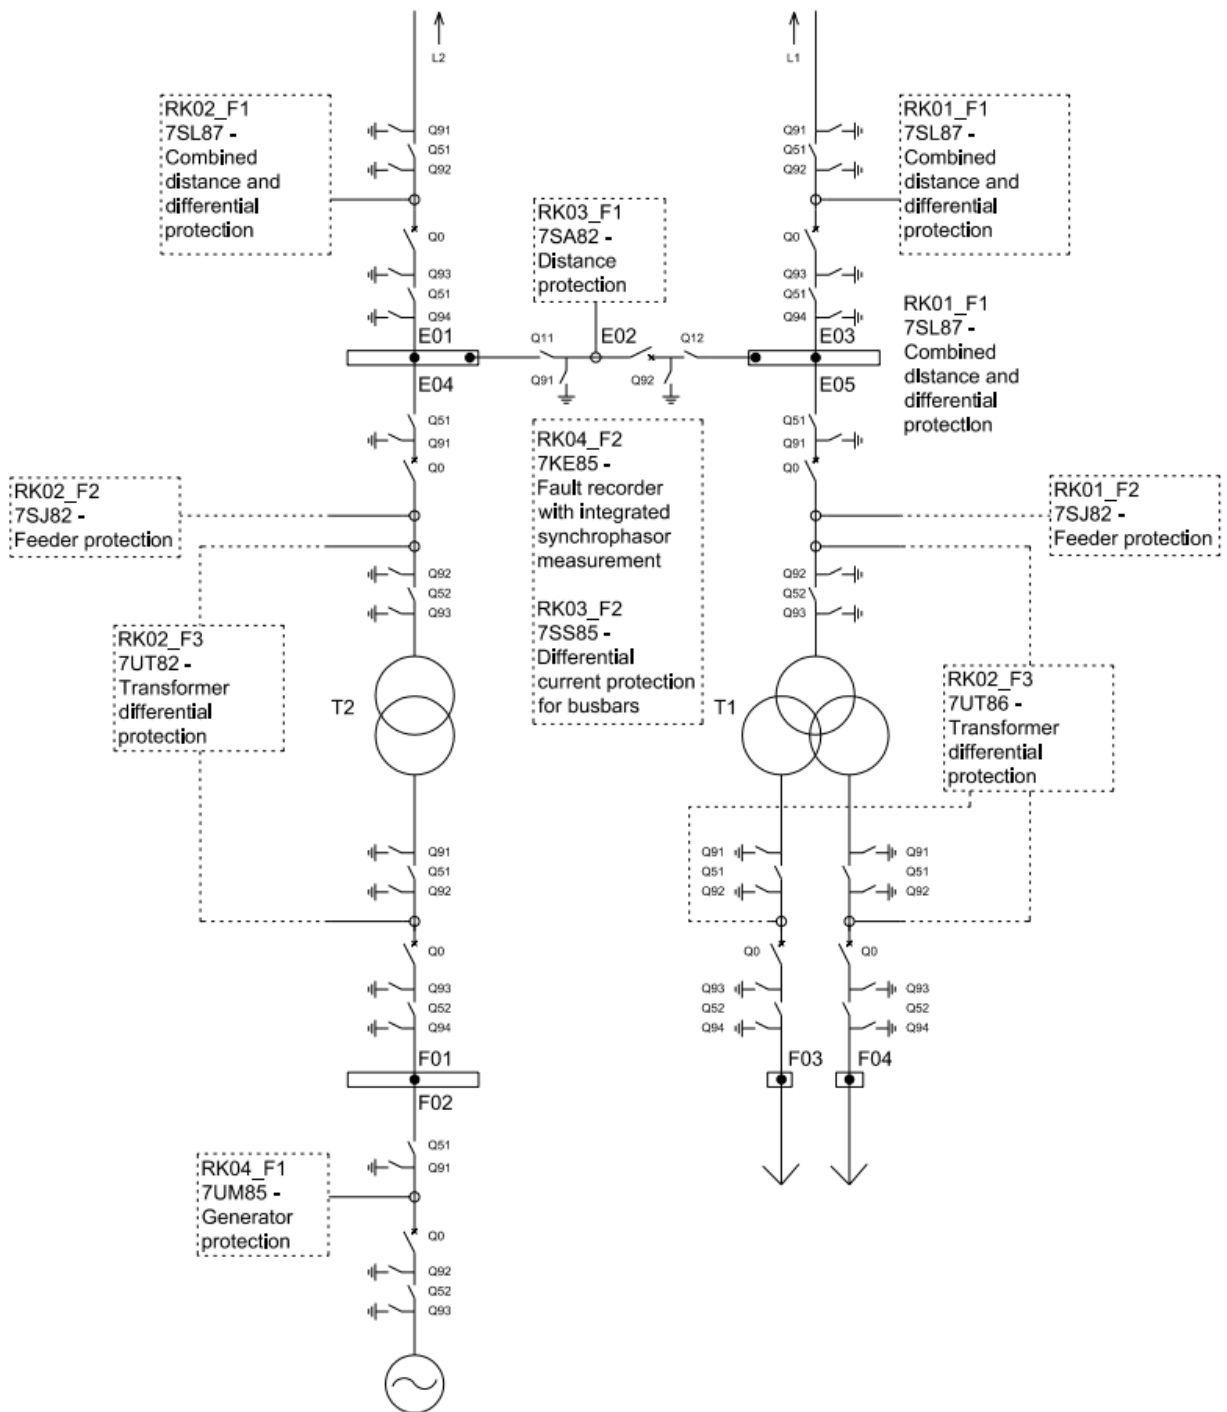 L2
L1
RK02_F1
7SL87 -
Combined
distance and
differential
protection
Q91
Q51
Q92
Q0
Q93
Q51
Q94
E01
E04
RK03_F1
7SA82 -
Distance
protection
Q11
E02
Q12
Q91
Q92
Q91
Q51
Q92
Q0
Q93
Q51
Q94
E03
E05
RK01_F1
7SL87 -
Combined
distance and
differential
protection
RK01_F1
7SL87 -
Combined
distance and
differential
protection
Q51
Q91
Q0
RK02_F2
7SJ82 -
Feeder protection
Q92
Q52
Q93
RK02_F3
7UT82 -
Transformer
differential
protection
T2
RK04_F2
7KE85 -
Fault recorder
with integrated
synchrophasor
measurement
RK03_F2
7SS85 -
Differential
current protection
for busbars
Q51
Q91
Q0
RK01_F2
7SJ82 -
Feeder protection
Q92
Q52
Q93
T1
RK02_F3
7UT86 -
Transformer
differential
protection
Q91
Q51
Q92
Q0
Q93
Q52
Q94
F01
F02
Q91
Q51
Q92
Q0
Q93
Q52
Q94
F03
Q91
Q51
Q92
Q0
Q93
Q52
Q94
F04
Q51
Q91
RK04_F1
7UM85 -
Generator
protection
Q0
Q92
Q52
Q93